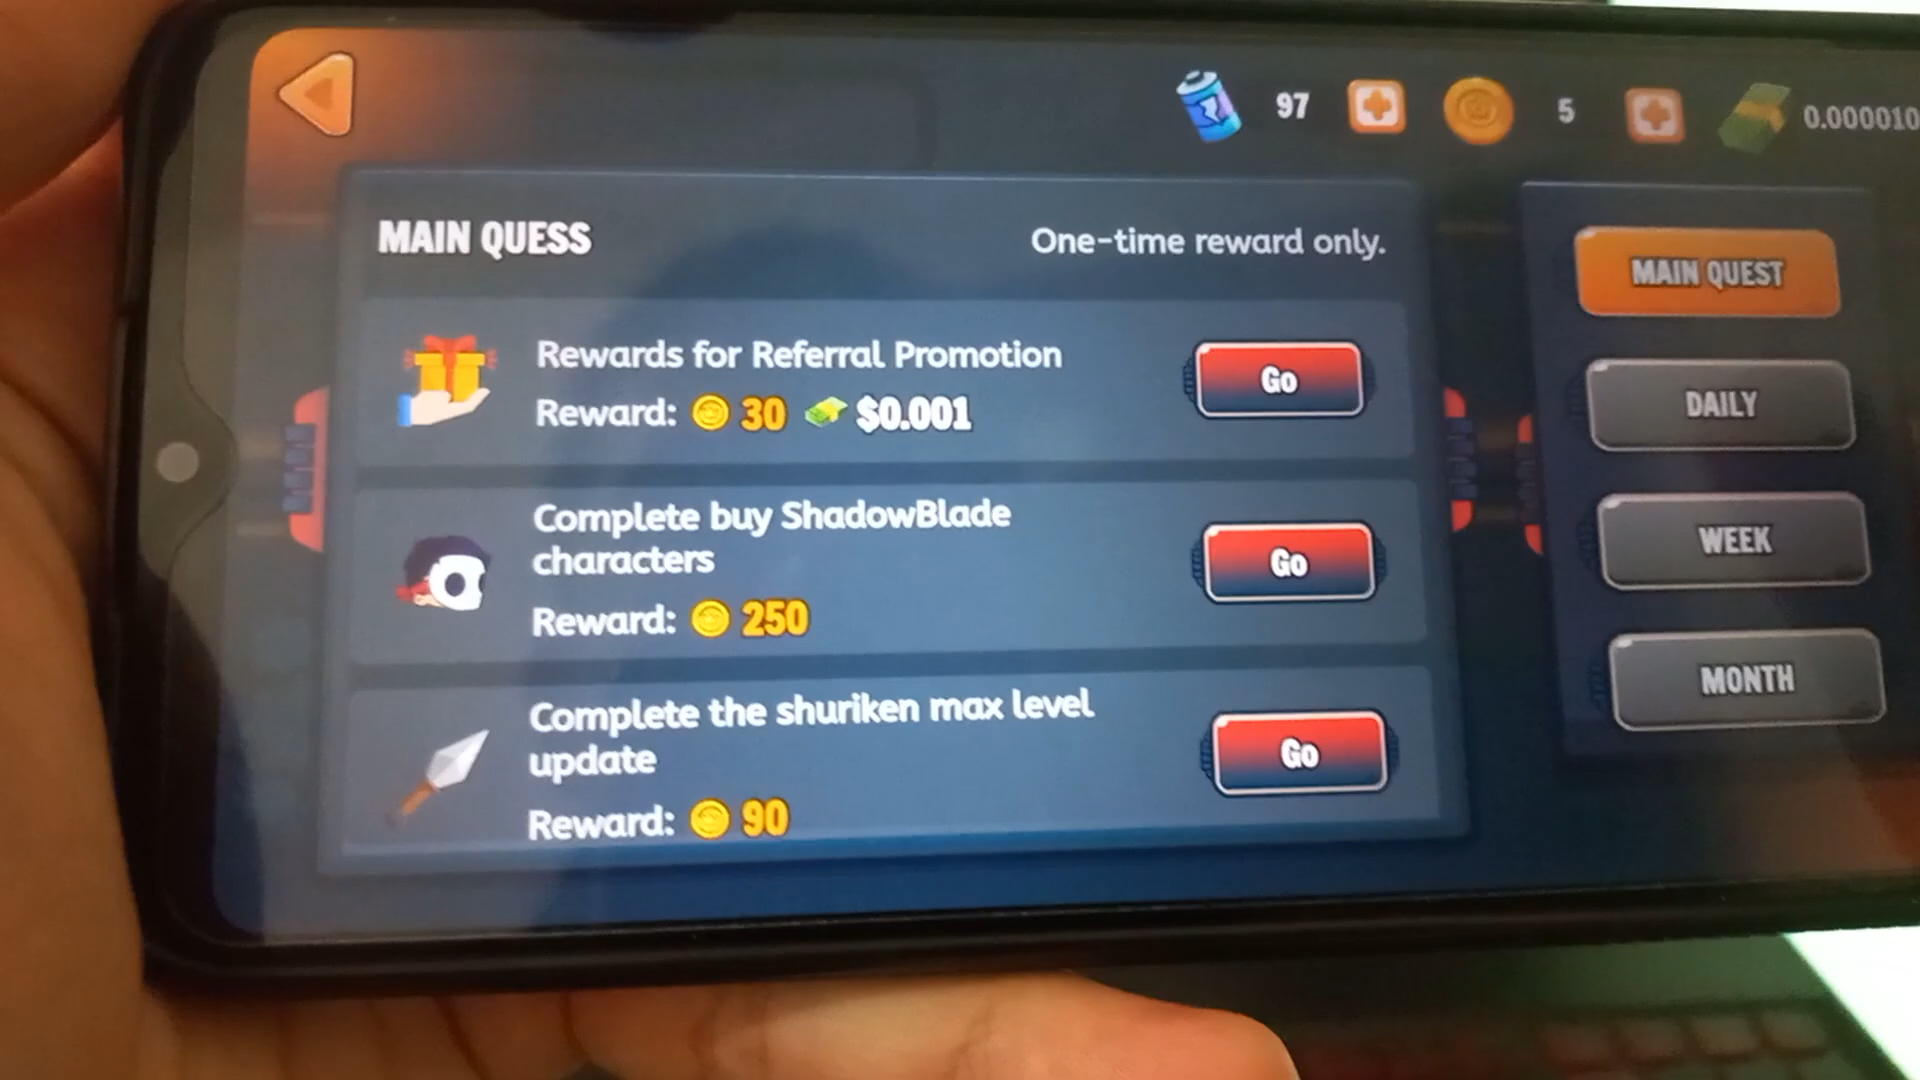 97
5
0.000010
MAIN QUESS
One-time reward only.
Rewards for Referral Promotion
Reward: 30 $0.001
Go
Complete buy ShadowBlade
characters
Reward: 250
Go
Complete the shuriken max level
update
Reward: 90
Go
MAIN QUEST
DAILY
WEEK
MONTH